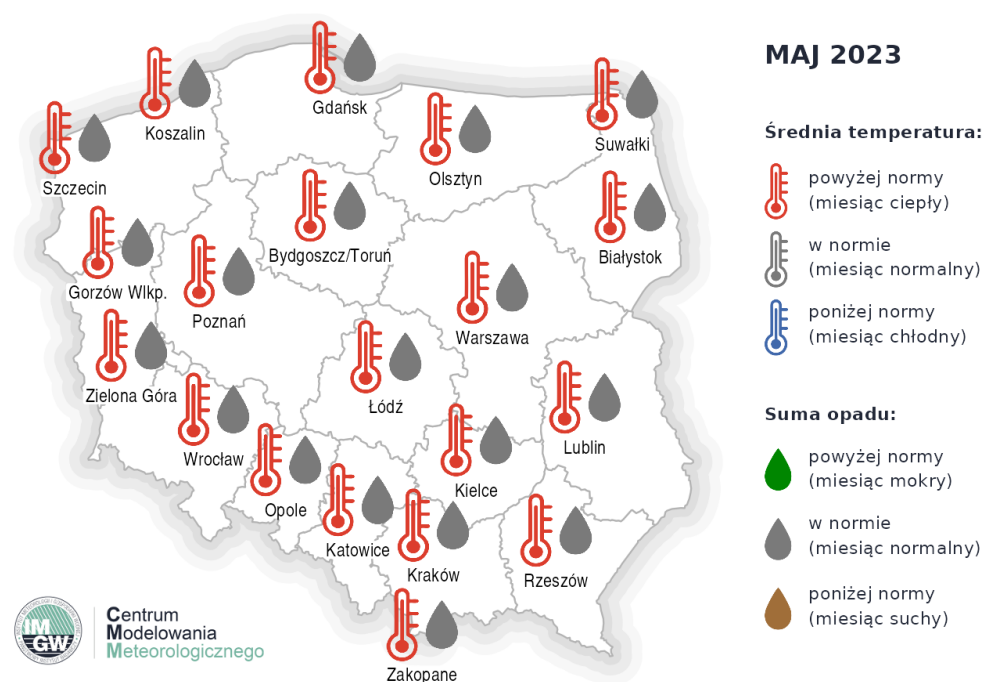 MAJ 2023
Średnia temperatura:
powyżej normy
(miesiąc ciepły)
w normie
(miesiąc normalny)
poniżej normy
(miesiąc chłodny)
Suma opadu:
powyżej normy
(miesiąc mokry)
w normie
(miesiąc normalny)
poniżej normy
(miesiąc suchy)
Gdańsk
Koszalin
Suwałki
Olsztyn
Szczecin
Bydgoszcz/Toruń
Białystok
Gorzów Wlkp.
Poznań
Warszawa
Zielona Góra
Łódź
Lublin
Wrocław
Kielce
Opole
Katowice
Kraków
Rzeszów
Zakopane
IM
GW
Centrum
Modelowania
Meteorologicznego